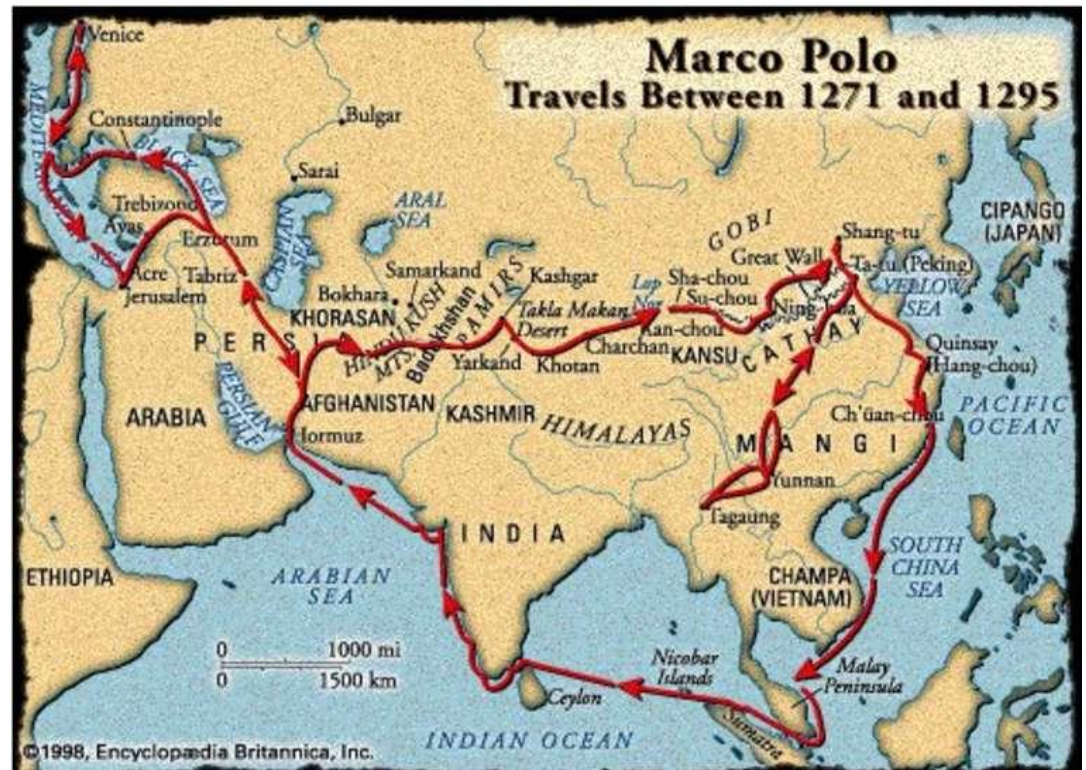 Marco Polo
Travels Between 1271 and 1295
Venice
Constantinople
BLACK SEA
Bulgar
Sarai
Trebizond
Ayas
Erzurum
Acre
Tabriz
Jerusalem
CASPIAN
SEA
ARAL
SEA
Samarkand
Bokhara
KHORASAN
HINDU KUSH
MTS.
Badakhshan
PAMIRS
Kashgar
Takla Makan
Desert
Yarkand
Khotan
Charchan
Lop
Nor
Sha-chou
Su-chou
Kan-chou
KANSU
GOBI
Great Wall
Shang-tu
Ta-tu (Peking)
CIPANGO
(JAPAN)
YELLOW
SEA
CATHAY
Quinsay
(Hang-chou)
Ch'üan-chou
PACIFIC
OCEAN
PERSIA
PERSIAN
GULF
ARABIA
AFGHANISTAN
Hormuz
KASHMIR
HIMALAYAS
MANGI
Yunnan
Tagaung
INDIA
ETHIOPIA
ARABIAN
SEA
SOUTH
CHINA
SEA
CHAMPA
(VIETNAM)
0 1000 mi
0 1500 km
Nicobar
Islands
Malay
Peninsula
Ceylon
Sumatra
INDIAN OCEAN
©1998, Encyclopædia Britannica, Inc.